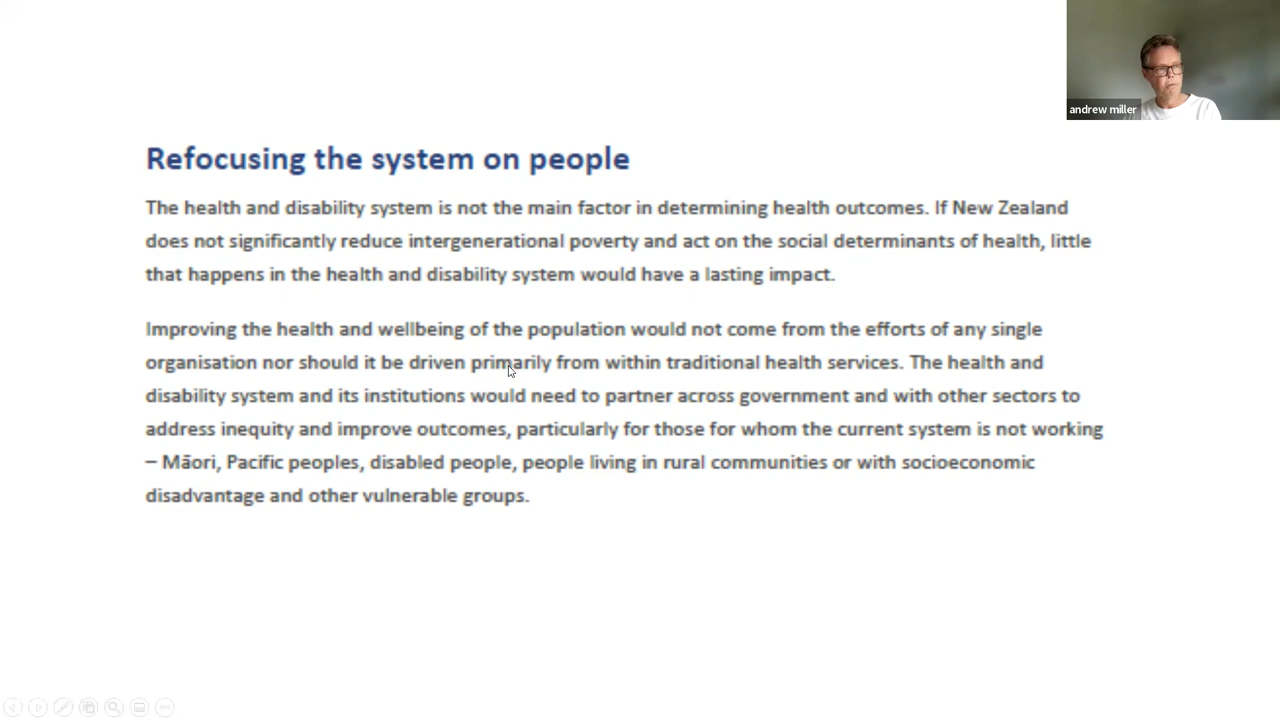 andrew miller
Refocusing the system on people
The health and disability system is not the main factor in determining health outcomes. If New Zealand
does not significantly reduce intergenerational poverty and act on the social determinants of health, little
that happens in the health and disability system would have a lasting impact.
Improving the health and wellbeing of the population would not come from the efforts of any single
organisation nor should it be driven primarily from within traditional health services. The health and
disability system and its institutions would need to partner across government and with other sectors to
address inequity and improve outcomes, particularly for those for whom the current system is not working
– Māori, Pacific peoples, disabled people, people living in rural communities or with socioeconomic
disadvantage and other vulnerable groups.